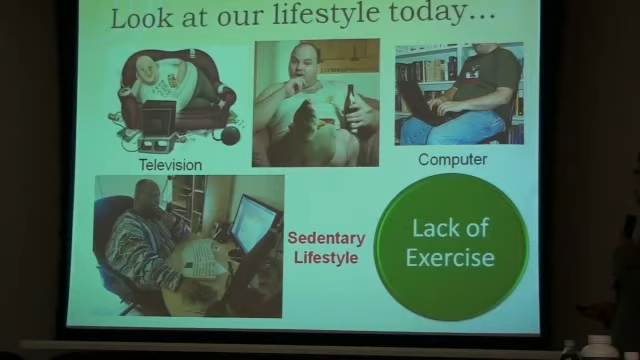 Look at our lifestyle today...
Television
Computer
Sedentary
Lifestyle
Lack of
Exercise